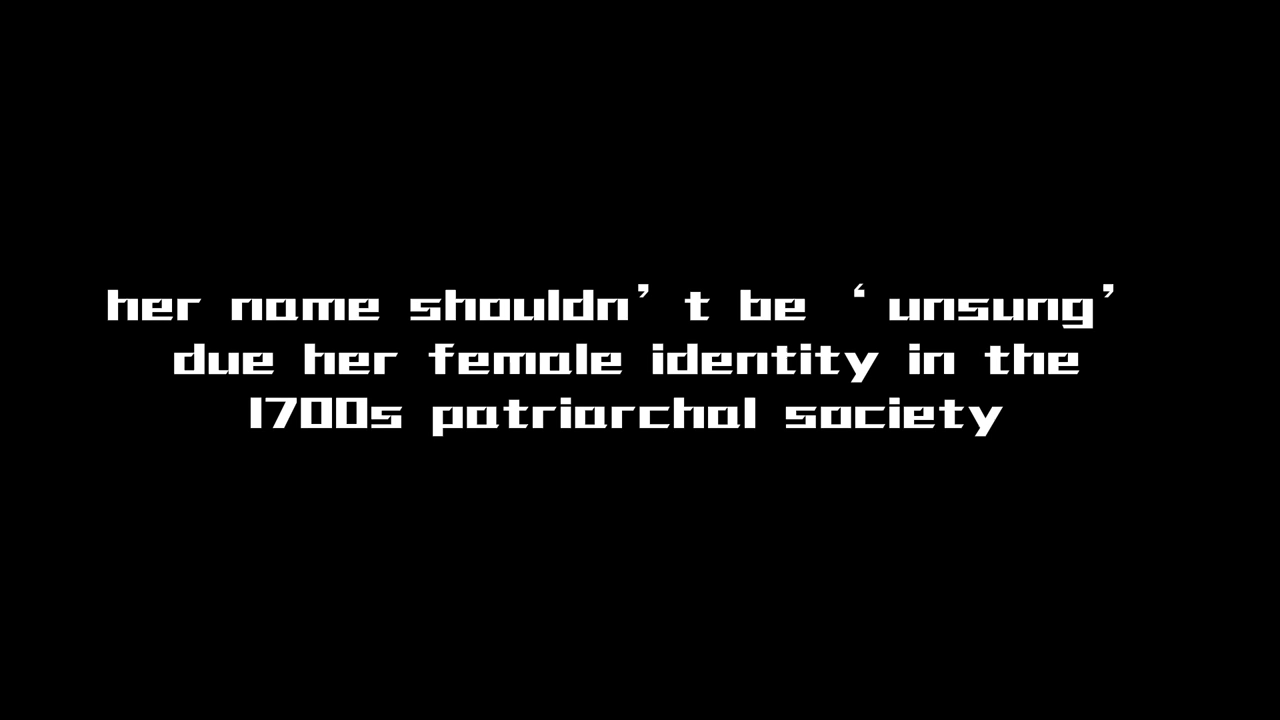 her name shouldn’t be ‘unsung’
due her female identity in the
1700s patriarchal society